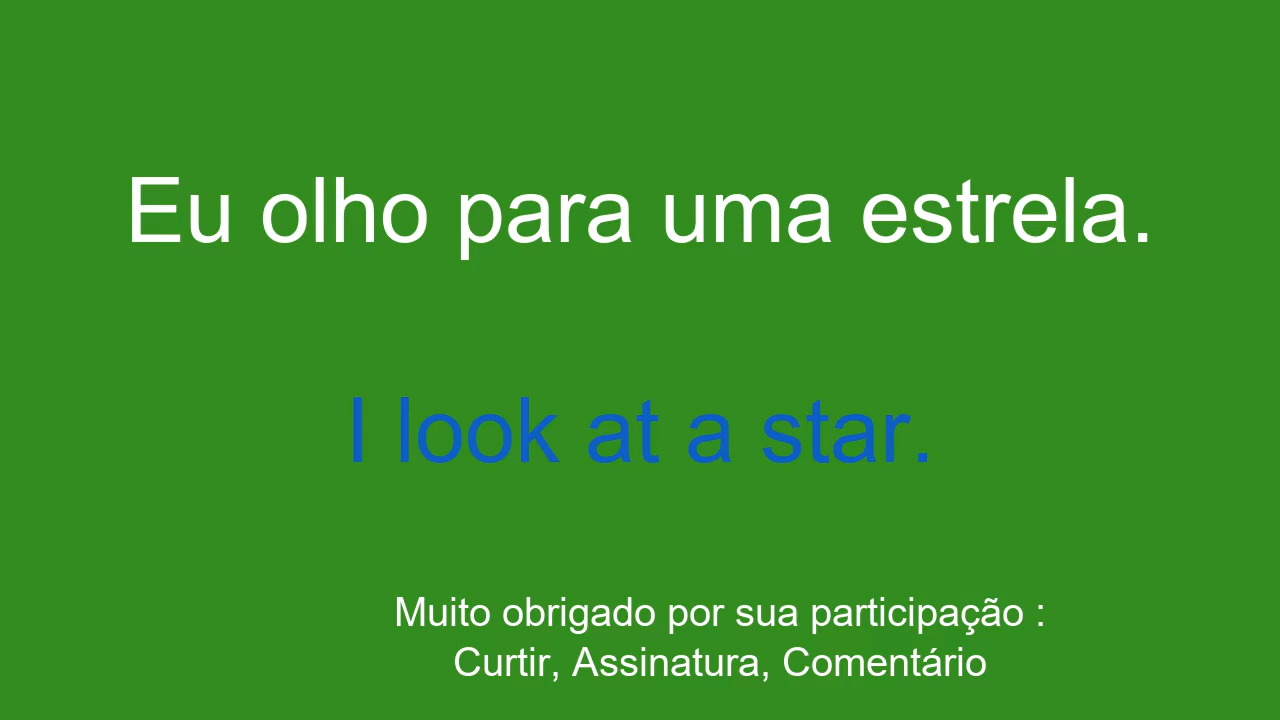 Eu olho para uma estrela.
I look at a star.
Muito obrigado por sua participação :
Curtir, Assinatura, Comentário